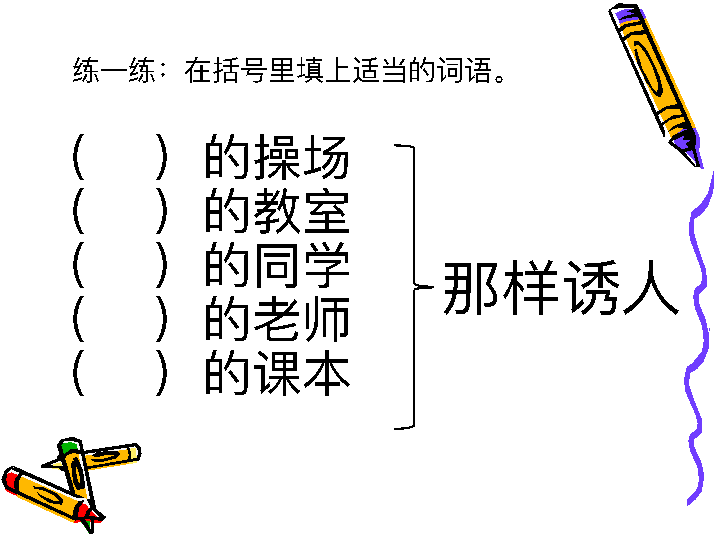 练一练：在括号里填上适当的词语。
(    ) 的操场
(    ) 的教室
(    ) 的同学
(    ) 的老师
(    ) 的课本
那样诱人